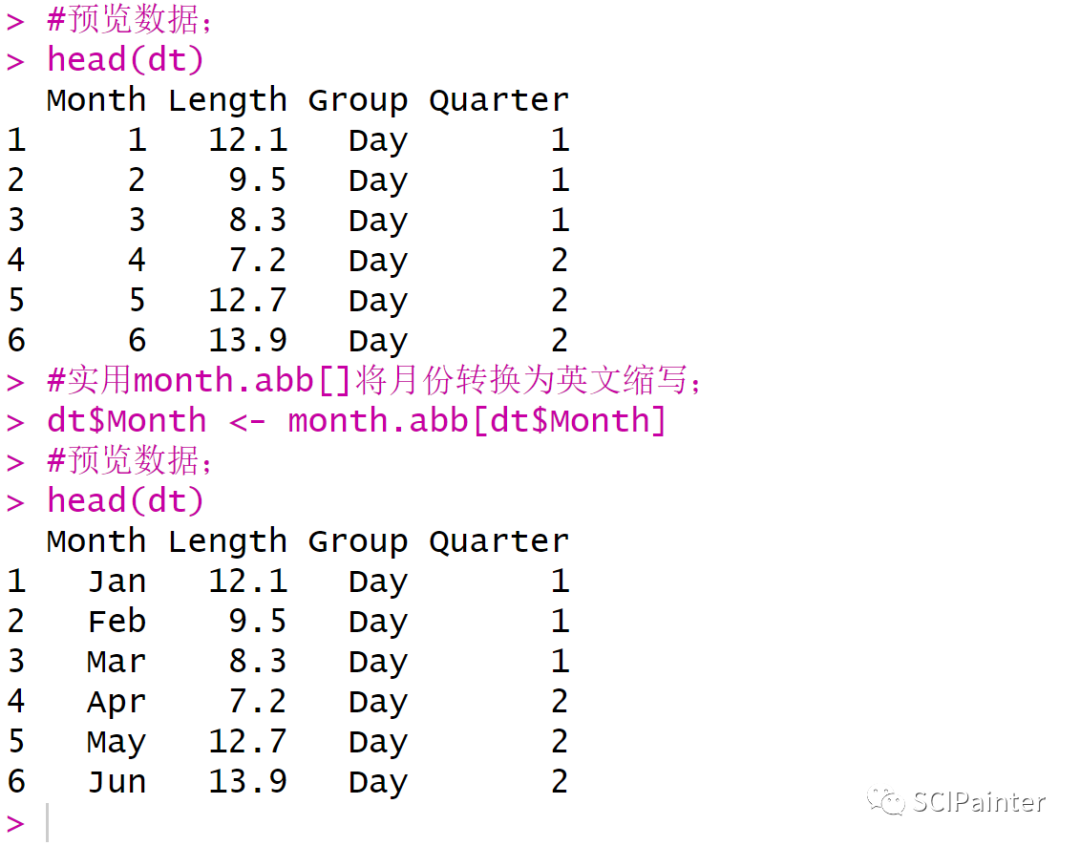 > #预览数据;
> head(dt)
  Month Length Group Quarter
1     1   12.1   Day       1
2     2    9.5   Day       1
3     3    8.3   Day       1
4     4    7.2   Day       2
5     5   12.7   Day       2
6     6   13.9   Day       2
> #实用month.abb[]将月份转换为英文缩写;
> dt$Month <- month.abb[dt$Month]
> #预览数据;
> head(dt)
  Month Length Group Quarter
1   Jan   12.1   Day       1
2   Feb    9.5   Day       1
3   Mar    8.3   Day       1
4   Apr    7.2   Day       2
5   May   12.7   Day       2
6   Jun   13.9   Day       2
>
SCIPainter